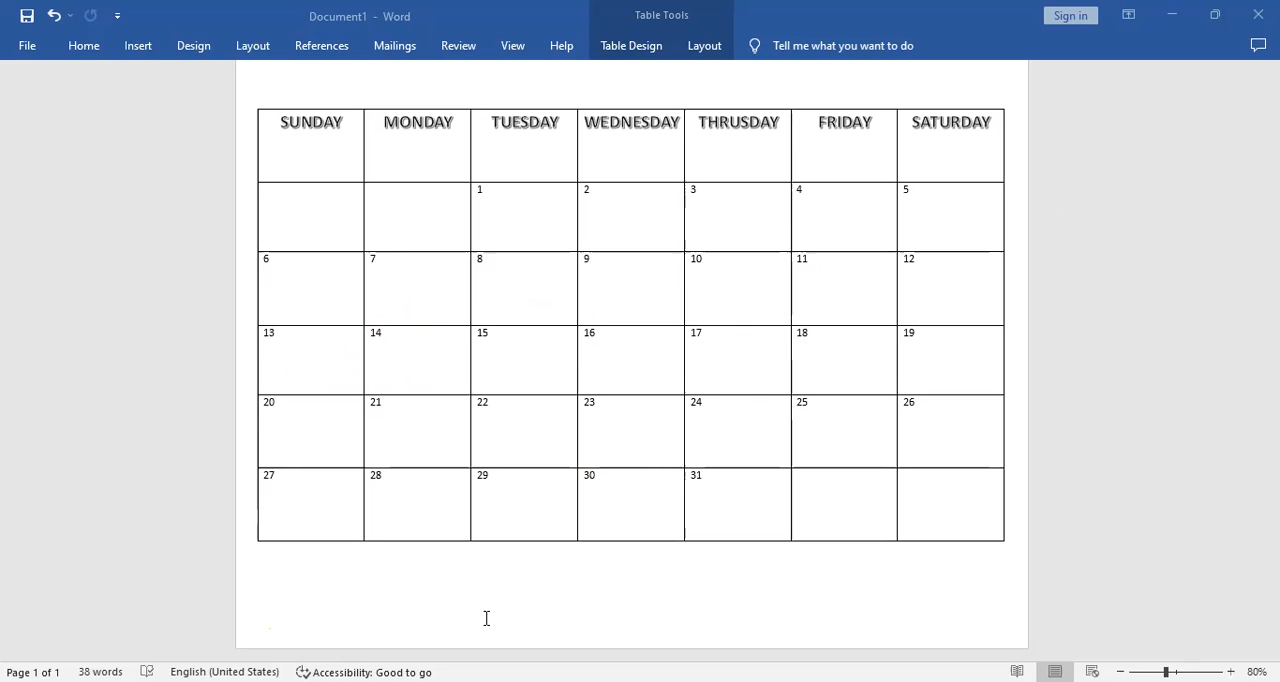 Document1 - Word
Table Tools
Sign in
File Home Insert Design Layout References Mailings Review View Help Table Design Layout Tell me what you want to do
SUNDAY MONDAY TUESDAY WEDNESDAY THRUSDAY FRIDAY SATURDAY
1 2 3 4 5
6 7 8 9 10 11 12
13 14 15 16 17 18 19
20 21 22 23 24 25 26
27 28 29 30 31
Page 1 of 1 38 words English (United States) Accessibility: Good to go 80%